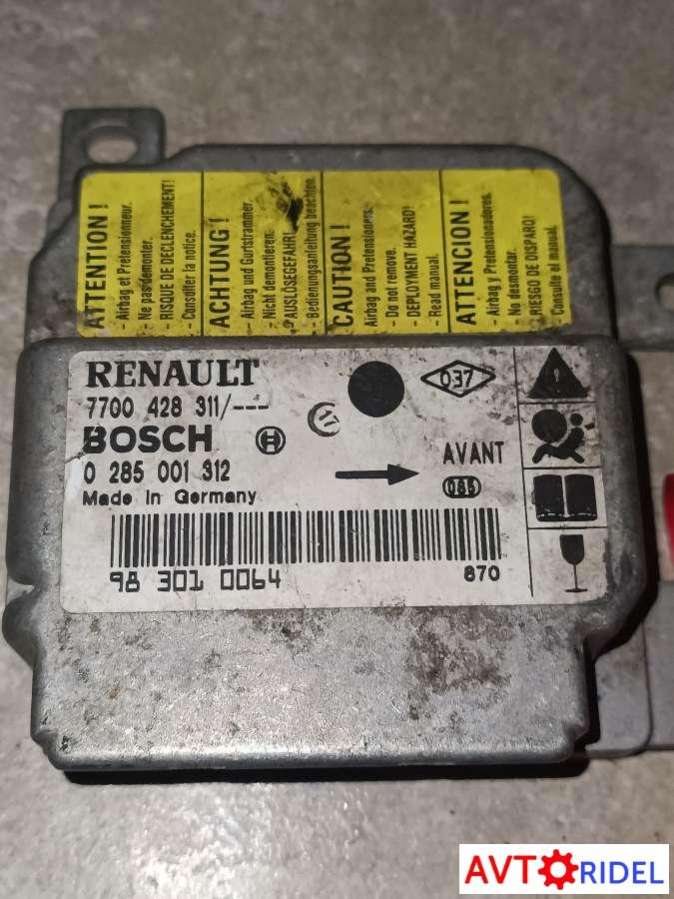 ATTENTION !
- Airbag et Pretensionneur.
- Ne pas demonter.
RISQUE DE DECLENCHEMENT!
- Consulter la notice.
ACHTUNG !
- Airbag und Gurtstrammer.
- Nicht demontieren.
AUSLÖSEGEFAHR!
- Bedienungsanleitung beachten.
CAUTION !
- Airbag and Pretensioners.
- Do not remove.
- DEPLOYMENT HAZARD!
- Read manual.
ATTENCION !
- Airbag y Pretensionadores.
- No desmontar.
- RIESGO DE DISPARO!
- Consulte el manual.
RENAULT
7700 428 311/---
037
BOSCH
AVANT
0 285 001 312
Made in Germany
98 3010 0064
870
AVTORIDEL